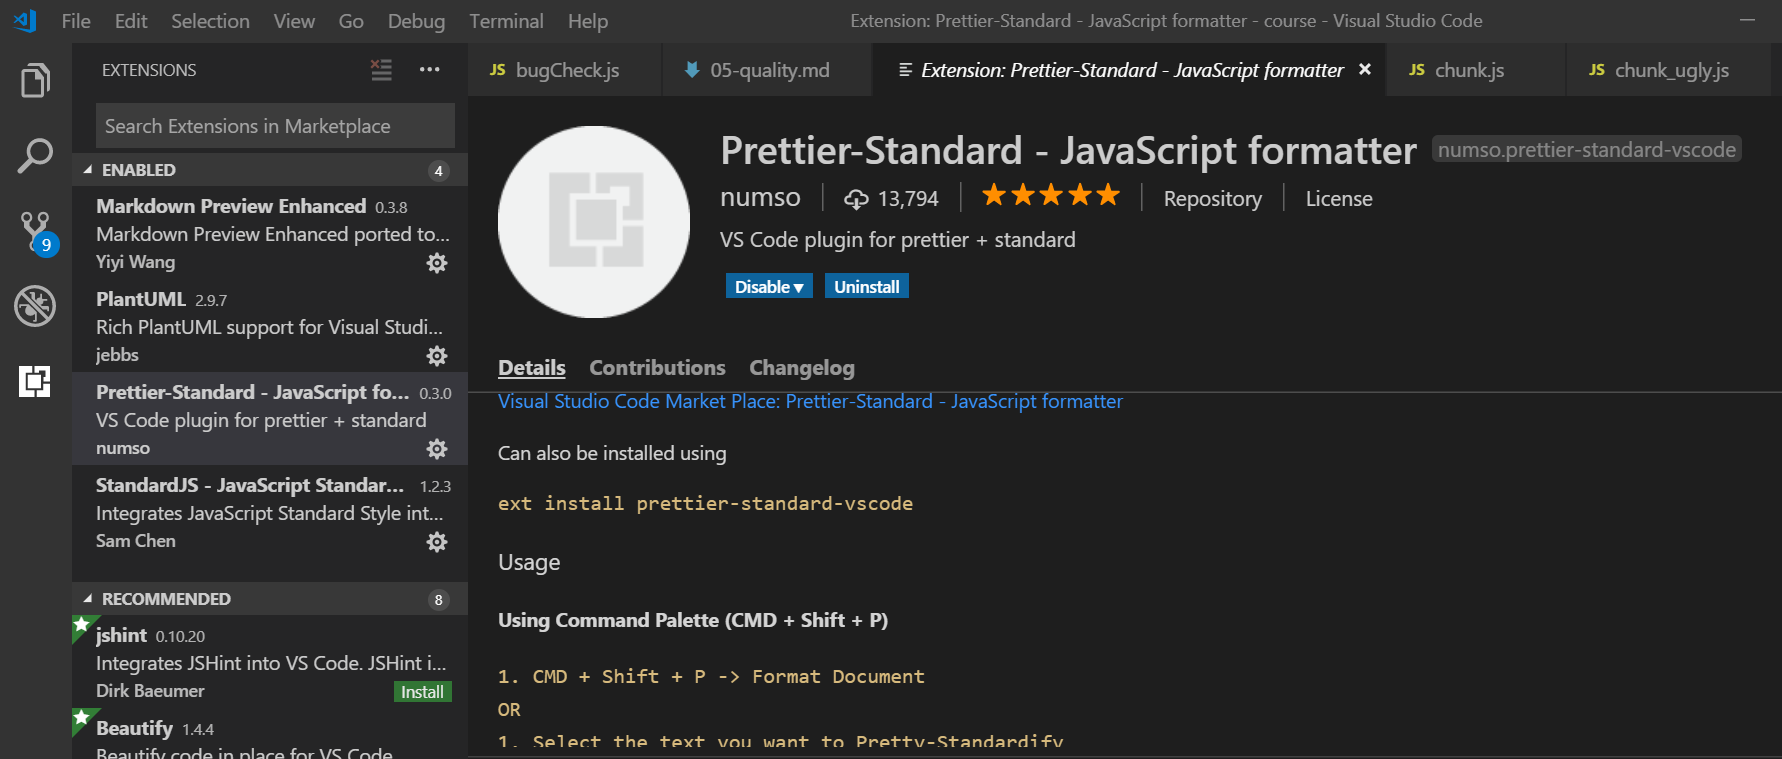 File Edit Selection View Go Debug Terminal Help
Extension: Prettier-Standard - JavaScript formatter - course - Visual Studio Code
EXTENSIONS
Search Extensions in Marketplace
ENABLED 4
Markdown Preview Enhanced 0.3.8
Markdown Preview Enhanced ported to...
Yiyi Wang
9
PlantUML 2.9.7
Rich PlantUML support for Visual Studi...
jebbs
Prettier-Standard - JavaScript fo... 0.3.0
VS Code plugin for prettier + standard
numso
StandardJS - JavaScript Standar... 1.2.3
Integrates JavaScript Standard Style int...
Sam Chen
RECOMMENDED 8
jshint 0.10.20
Integrates JSHint into VS Code. JSHint i...
Dirk Baeumer Install
Beautify 1.4.4
Beautify code in place for VS Code
JS bugCheck.js
05-quality.md
Extension: Prettier-Standard - JavaScript formatter ×
JS chunk.js
JS chunk_ugly.js
Prettier-Standard - JavaScript formatter numso.prettier-standard-vscode
numso 13,794 Repository License
VS Code plugin for prettier + standard
Disable ▾ Uninstall
Details Contributions Changelog
Visual Studio Code Market Place: Prettier-Standard - JavaScript formatter
Can also be installed using
ext install prettier-standard-vscode
Usage
Using Command Palette (CMD + Shift + P)
1. CMD + Shift + P -> Format Document
OR
1. Select the text you want to Pretty-Standardify